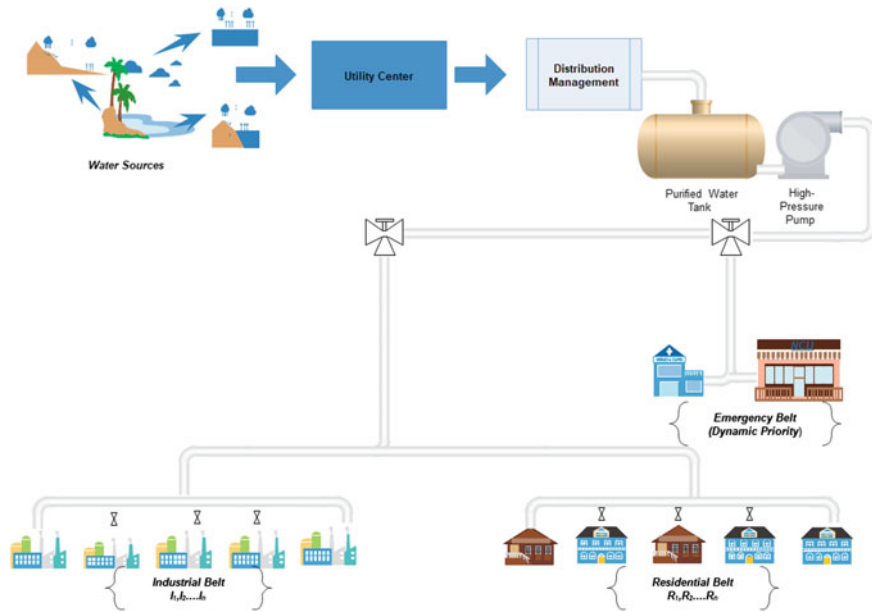 Water Sources
Utility Center
Distribution
Management
Purified Water
Tank
High-
Pressure
Pump
NCU
Emergency Belt
(Dynamic Priority)
Industrial Belt
I1,I2....In
Residential Belt
R1,R2....Rn